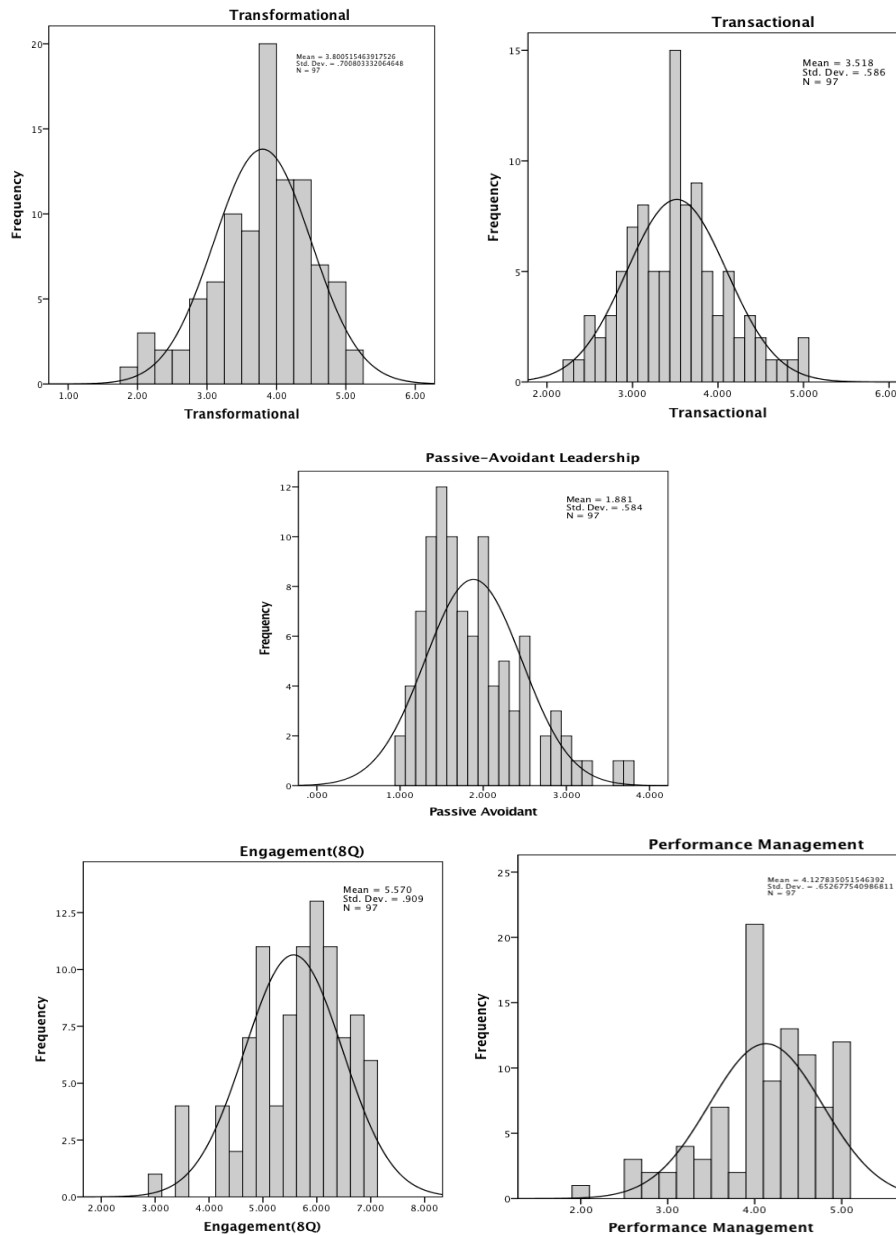 Transformational
Mean = 3.800515463917526
Std. Dev. = .700803332064648
N = 97
20
15
10
5
0
Frequency
1.00 2.00 3.00 4.00 5.00 6.00
Transformational
Transactional
Mean = 3.518
Std. Dev. = .586
N = 97
15
10
5
0
Frequency
2.000 3.000 4.000 5.000 6.00
Transactional
Passive-Avoidant Leadership
Mean = 1.881
Std. Dev. = .584
N = 97
12
10
8
6
4
2
0
Frequency
.000 1.000 2.000 3.000 4.000
Passive Avoidant
Engagement(8Q)
Mean = 5.570
Std. Dev. = .909
N = 97
12.5
10.0
7.5
5.0
2.5
0.0
Frequency
2.000 3.000 4.000 5.000 6.000 7.000 8.000
Engagement(8Q)
Performance Management
Mean = 4.127835051546392
Std. Dev. = .652677540986811
N = 97
25
20
15
10
5
0
Frequency
2.00 3.00 4.00 5.00
Performance Management